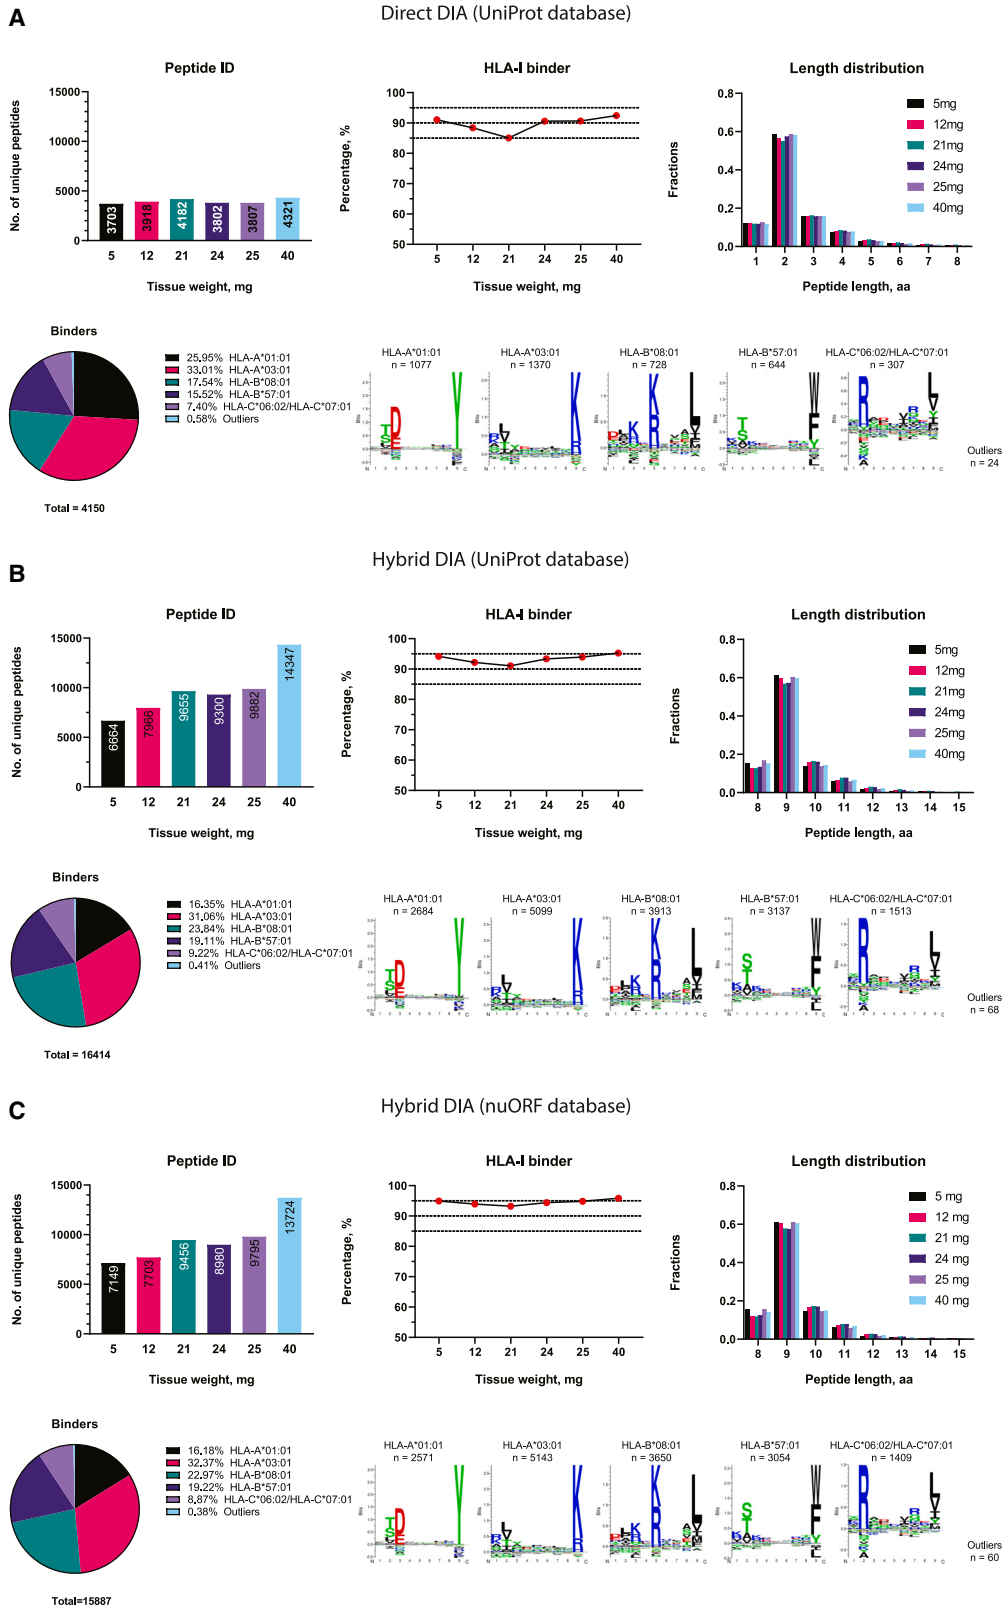 A
Direct DIA (UniProt database)
Peptide ID
No. of unique peptides
15000
10000
5000
0
3703
3918
4182
3802
3807
4321
5 12 21 24 25 40
Tissue weight, mg
HLA-I binder
Percentage, %
100
90
80
70
60
50
5 12 21 24 25 40
Tissue weight, mg
Length distribution
Fractions
0.8
0.6
0.4
0.2
0.0
5mg
12mg
21mg
24mg
25mg
40mg
1 2 3 4 5 6 7 8
Peptide length, aa
Binders
25.95% HLA-A*01:01
33.01% HLA-A*03:01
17.54% HLA-B*08:01
15.52% HLA-B*57:01
7.40% HLA-C*06:02/HLA-C*07:01
0.58% Outliers
Total = 4150
HLA-A*01:01
n = 1077
HLA-A*03:01
n = 1370
HLA-B*08:01
n = 728
HLA-B*57:01
n = 644
HLA-C*06:02/HLA-C*07:01
n = 307
Outliers
n = 24
B
Hybrid DIA (UniProt database)
Peptide ID
No. of unique peptides
15000
10000
5000
0
6664
7966
9655
9300
9882
14347
5 12 21 24 25 40
Tissue weight, mg
HLA-I binder
Percentage, %
100
90
80
70
60
50
5 12 21 24 25 40
Tissue weight, mg
Length distribution
Fractions
0.8
0.6
0.4
0.2
0.0
5mg
12mg
21mg
24mg
25mg
40mg
8 9 10 11 12 13 14 15
Peptide length, aa
Binders
16.35% HLA-A*01:01
31.06% HLA-A*03:01
23.84% HLA-B*08:01
19.11% HLA-B*57:01
9.22% HLA-C*06:02/HLA-C*07:01
0.41% Outliers
Total = 16414
HLA-A*01:01
n = 2684
HLA-A*03:01
n = 5099
HLA-B*08:01
n = 3913
HLA-B*57:01
n = 3137
HLA-C*06:02/HLA-C*07:01
n = 1513
Outliers
n = 68
C
Hybrid DIA (nuORF database)
Peptide ID
No. of unique peptides
15000
10000
5000
0
7149
7703
9456
8980
9795
13724
5 12 21 24 25 40
Tissue weight, mg
HLA-I binder
Percentage, %
100
90
80
70
60
50
5 12 21 24 25 40
Tissue weight, mg
Length distribution
Fractions
0.8
0.6
0.4
0.2
0.0
5 mg
12 mg
21 mg
24 mg
25 mg
40 mg
8 9 10 11 12 13 14 15
Peptide length, aa
Binders
16.18% HLA-A*01:01
32.37% HLA-A*03:01
22.97% HLA-B*08:01
19.22% HLA-B*57:01
8.87% HLA-C*06:02/HLA-C*07:01
0.38% Outliers
Total=15887
HLA-A*01:01
n = 2571
HLA-A*03:01
n = 5143
HLA-B*08:01
n = 3650
HLA-B*57:01
n = 3054
HLA-C*06:02/HLA-C*07:01
n = 1409
Outliers
n = 60